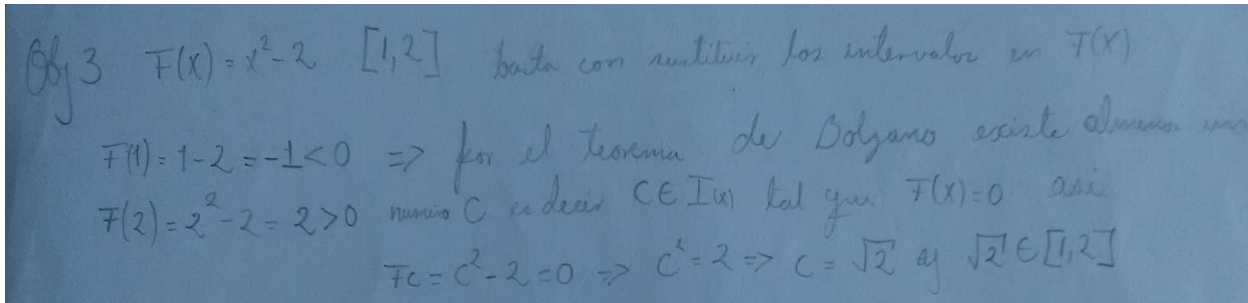 Obj 3 F(x) = x² - 2 [1,2] basta con sustituir los intervalos en F(x)
F(1) = 1 - 2 = -1 < 0 => por el teorema de Bolzano existe almenos un
F(2) = 2² - 2 = 2 > 0 numero C es decir C ∈ I(x) tal que F(x) = 0 asi
Fc = c² - 2 = 0 => c² = 2 => c = √2 y √2 ∈ [1,2]